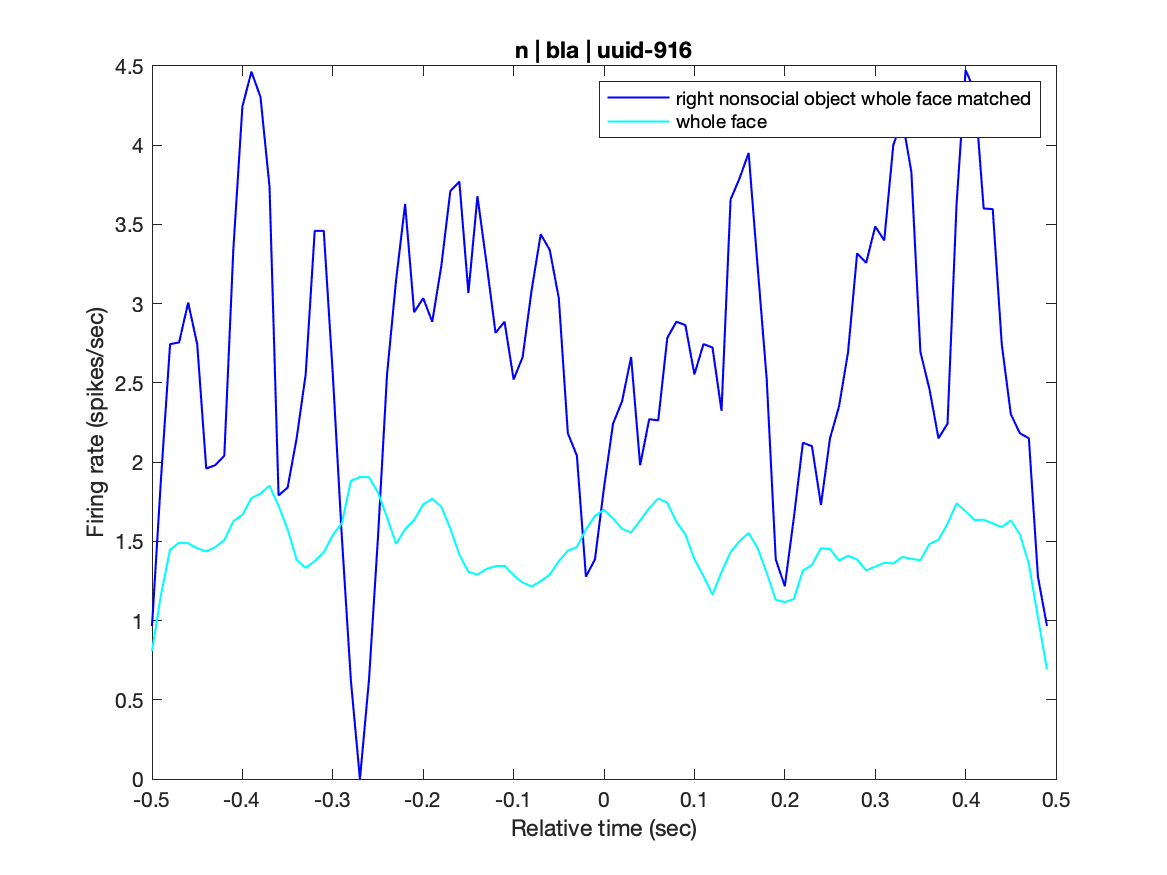 n | bla | uuid-916
right nonsocial object whole face matched
whole face
Firing rate (spikes/sec)
4.5
4
3.5
3
2.5
2
1.5
1
0.5
0
-0.5 -0.4 -0.3 -0.2 -0.1 0 0.1 0.2 0.3 0.4 0.5
Relative time (sec)